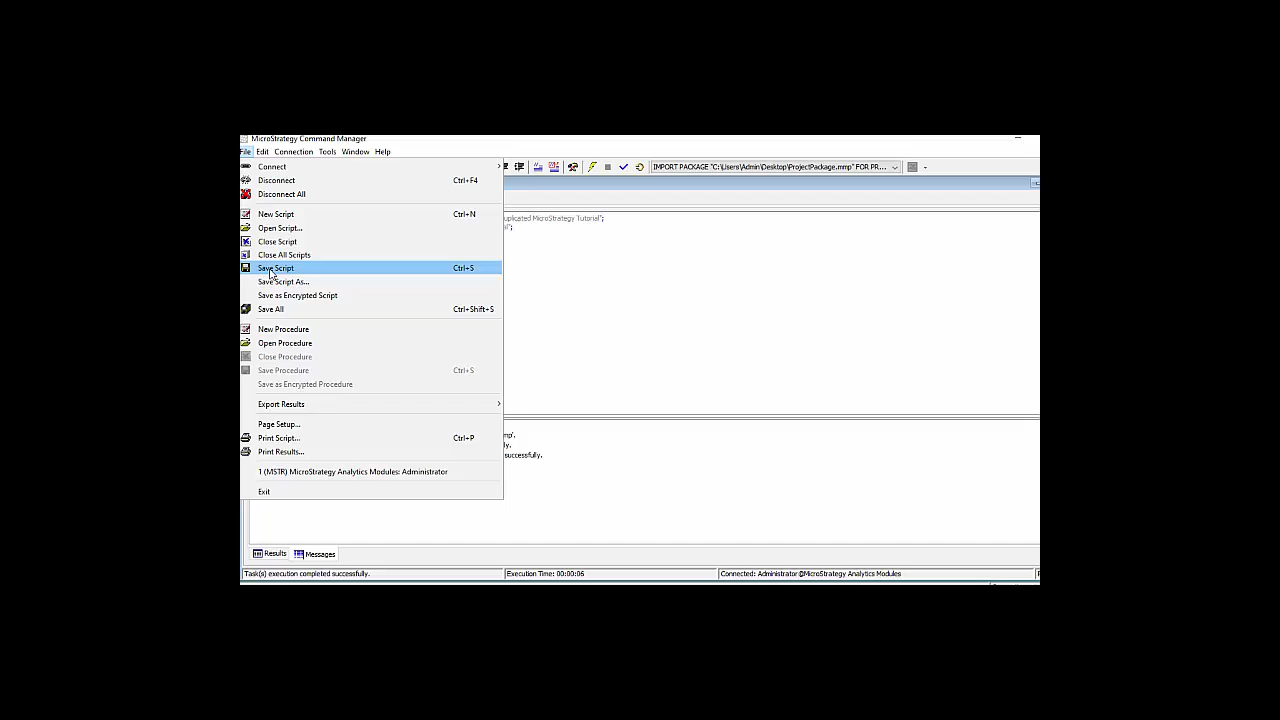 MicroStrategy Command Manager
File Edit Connection Tools Window Help
IMPORT PACKAGE "C:\Users\Admin\Desktop\ProjectPackage.mmp" FOR PR...
Connect
Disconnect Ctrl+F4
Disconnect All
New Script Ctrl+N
uplicated MicroStrategy Tutorial";
Open Script...
Close Script
Close All Scripts
Save Script Ctrl+S
Save Script As...
Save as Encrypted Script
Save All Ctrl+Shift+S
New Procedure
Open Procedure
Close Procedure
Save Procedure Ctrl+S
Save as Encrypted Procedure
Export Results
Page Setup...
Print Script... Ctrl+P
mp'.
ly.
Print Results...
successfully.
1 (MSTR) MicroStrategy Analytics Modules: Administrator
Exit
Results Messages
Task(s) execution completed successfully. Execution Time: 00:00:06 Connected: Administrator@MicroStrategy Analytics Modules